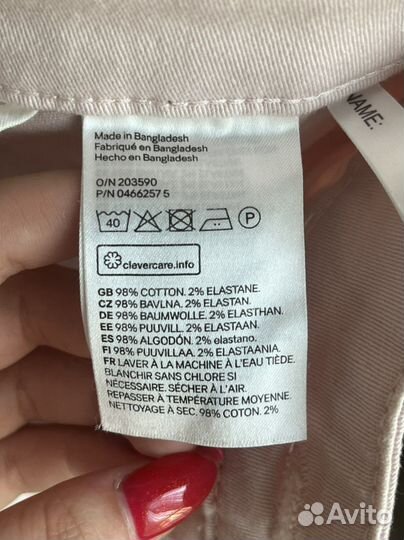 NAME:
Made in Bangladesh
Fabriqué en Bangladesh
Hecho en Bangladesh
O/N 203590
P/N 0466257 5
40
P
clevercare.info
GB 98% COTTON. 2% ELASTANE.
CZ 98% BAVLNA. 2% ELASTAN.
DE 98% BAUMWOLLE. 2% ELASTHAN.
EE 98% PUUVILL. 2% ELASTAAN.
ES 98% ALGODÓN. 2% elastano.
FI 98% PUUVILLAA. 2% ELASTAANIA.
FR LAVER À LA MACHINE À L'EAU TIÈDE.
BLANCHIR SANS CHLORE SI
NÉCESSAIRE. SÉCHER À L'AIR.
REPASSER À TEMPÉRATURE MOYENNE.
NETTOYAGE À SEC. 98% COTON. 2%
Avito